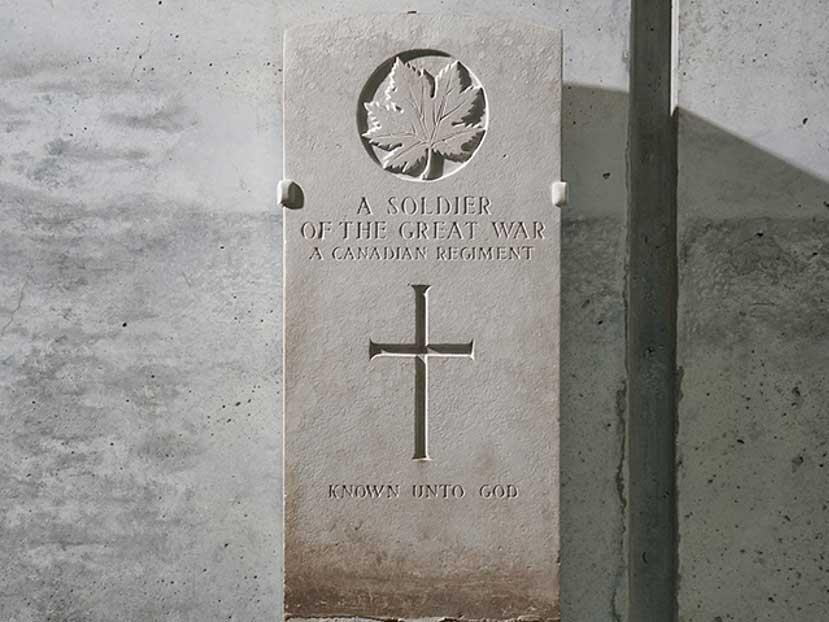 A SOLDIER
OF THE GREAT WAR
A CANADIAN REGIMENT
KNOWN UNTO GOD